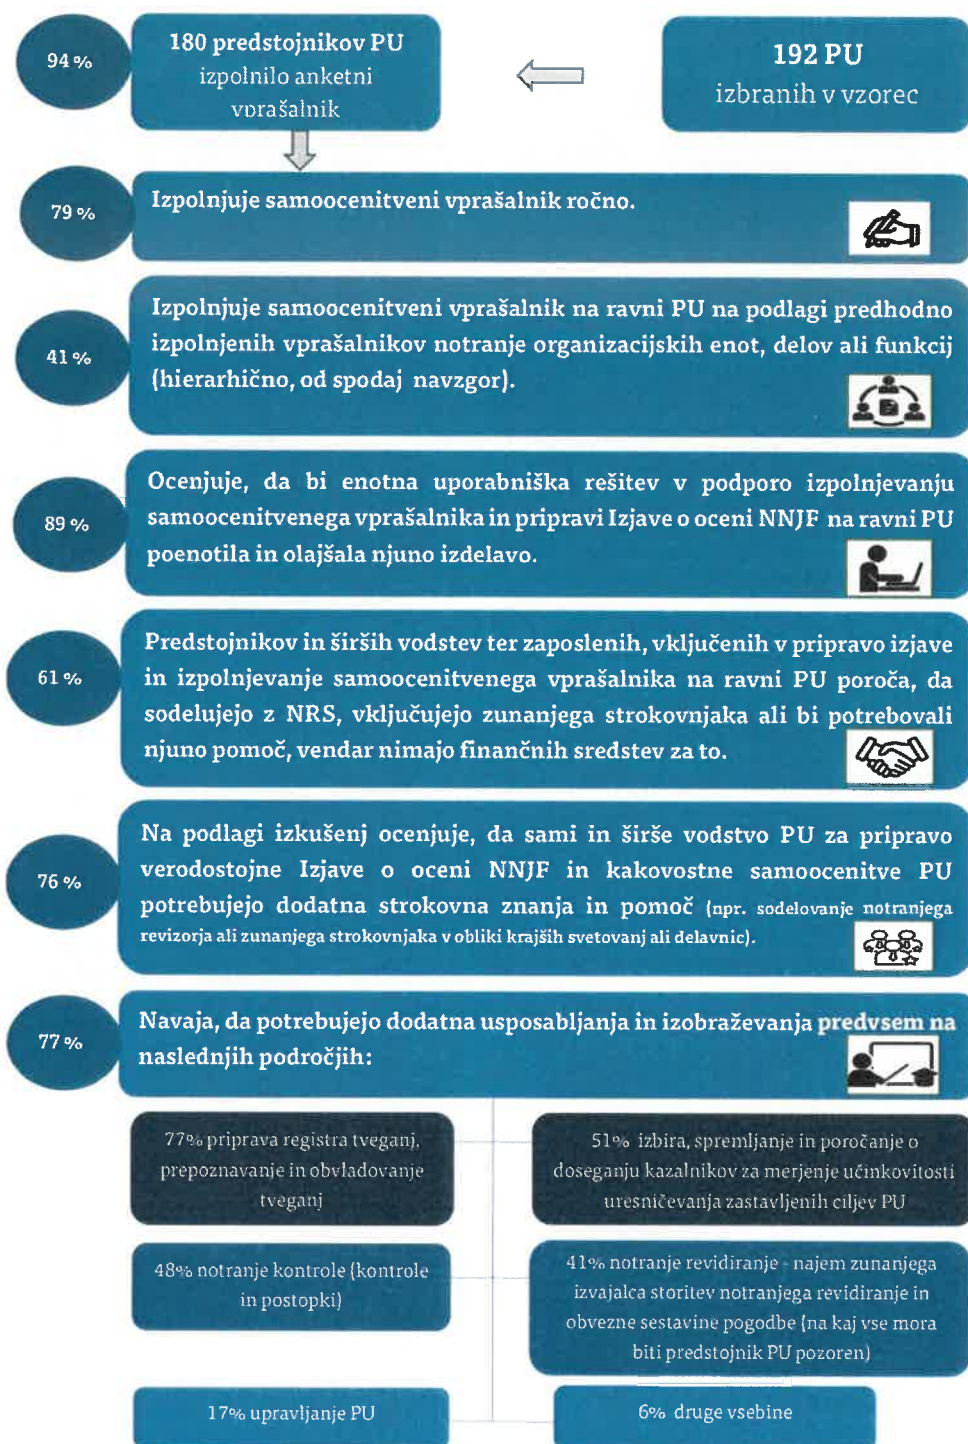 94 %
180 predstojnikov PU
izpolnilo anketni
vprašalnik
192 PU
izbranih v vzorec
79 %
Izpolnjuje samoocenitveni vprašalnik ročno.
41 %
Izpolnjuje samoocenitveni vprašalnik na ravni PU na podlagi predhodno
izpolnjenih vprašalnikov notranje organizacijskih enot, delov ali funkcij
(hierarhično, od spodaj navzgor).
89 %
Ocenjuje, da bi enotna uporabniška rešitev v podporo izpolnjevanju
samoocenitvenega vprašalnika in pripravi Izjave o oceni NNJF na ravni PU
poenotila in olajšala njuno izdelavo.
61 %
Predstojnikov in širših vodstev ter zaposlenih, vključenih v pripravo izjave
in izpolnjevanje samoocenitvenega vprašalnika na ravni PU poroča, da
sodelujejo z NRS, vključujejo zunanjega strokovnjaka ali bi potrebovali
njuno pomoč, vendar nimajo finančnih sredstev za to.
76 %
Na podlagi izkušenj ocenjuje, da sami in širše vodstvo PU za pripravo
verodostojne Izjave o oceni NNJF in kakovostne samoocenitve PU
potrebujejo dodatna strokovna znanja in pomoč (npr. sodelovanje notranjega
revizorja ali zunanjega strokovnjaka v obliki krajših svetovanj ali delavnic).
77 %
Navaja, da potrebujejo dodatna usposabljanja in izobraževanja predvsem na
naslednjih področjih:
77% priprava registra tveganj,
prepoznavanje in obvladovanje
tveganj
51% izbira, spremljanje in poročanje o
doseganju kazalnikov za merjenje učinkovitosti
uresničevanja zastavljenih ciljev PU
48% notranje kontrole (kontrole
in postopki)
41% notranje revidiranje - najem zunanjega
izvajalca storitev notranjega revidiranje in
obvezne sestavine pogodbe (na kaj vse mora
biti predstojnik PU pozoren)
17% upravljanje PU
6% druge vsebine